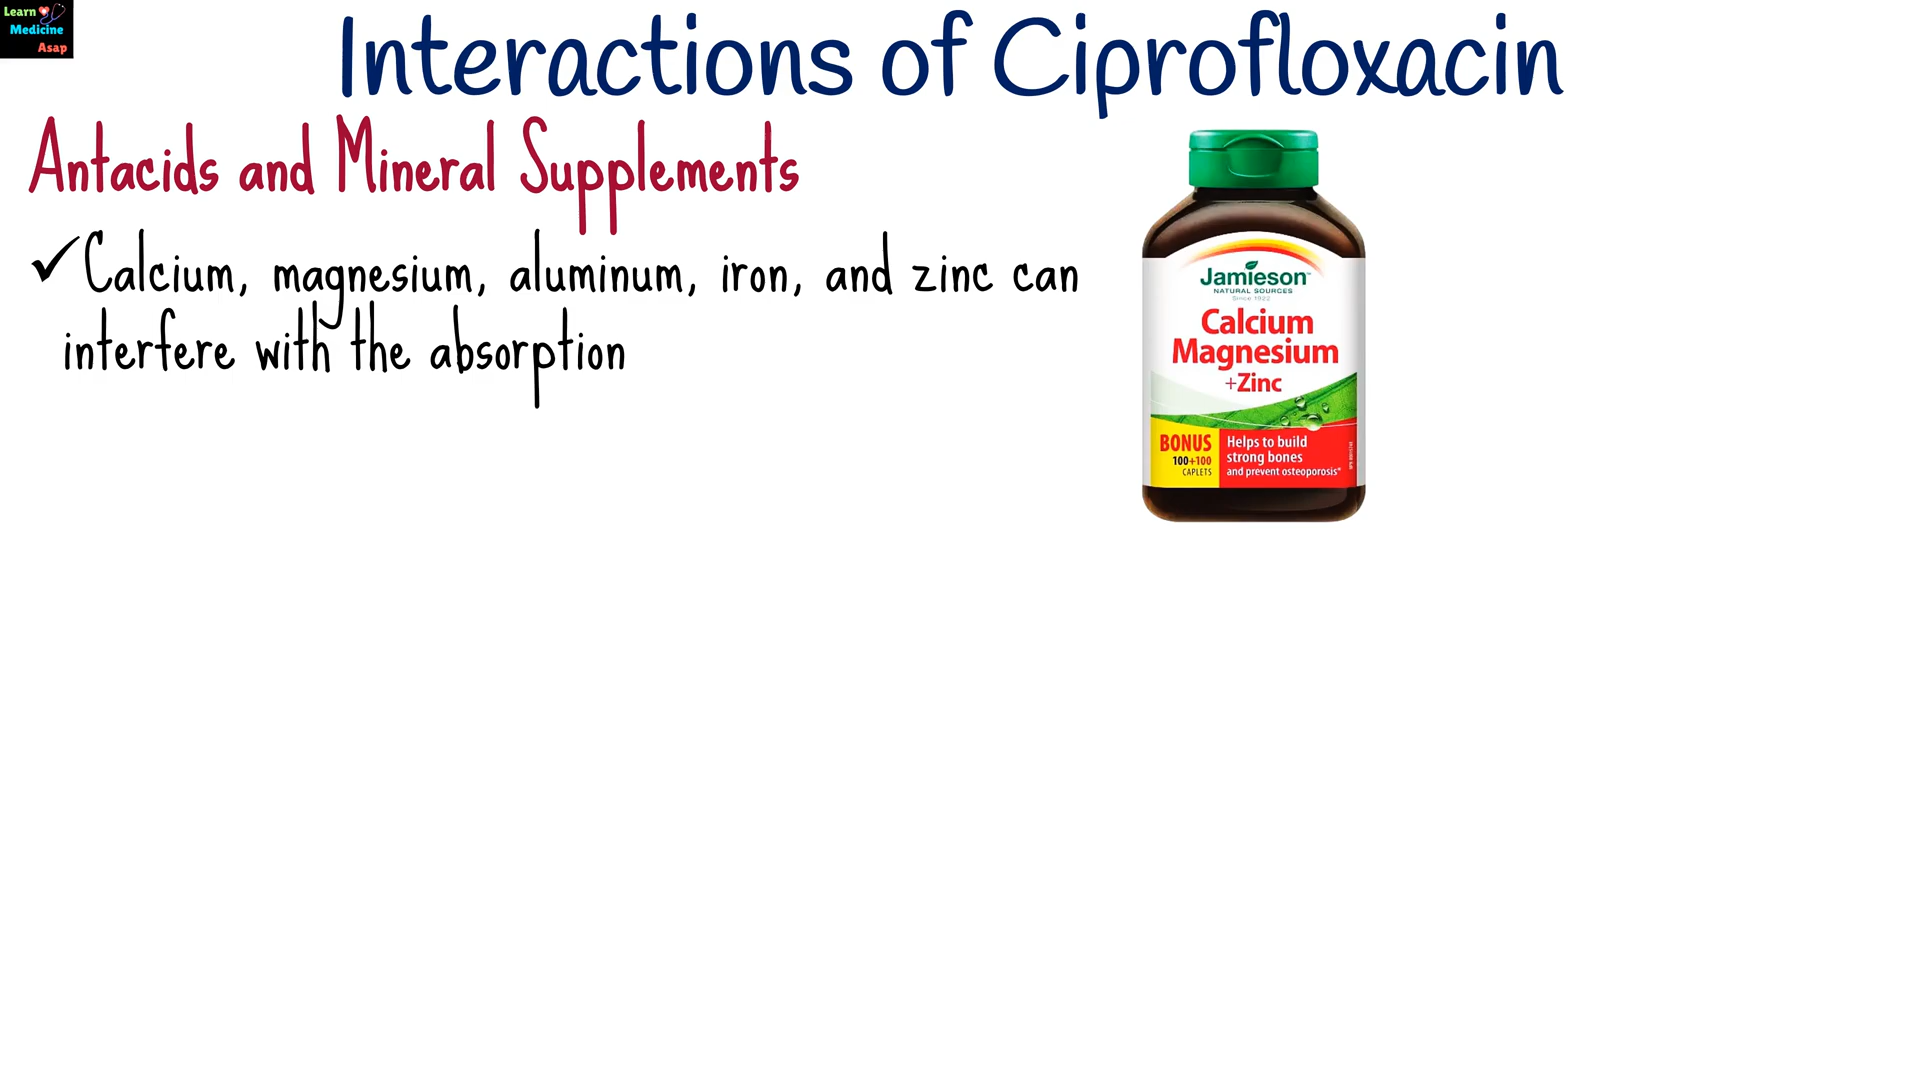 Learn
Medicine
Asap
Interactions of Ciprofloxacin
Antacids and Mineral Supplements
✓Calcium, magnesium, aluminum, iron, and zinc can
interfere with the absorption
Jamieson™
NATURAL SOURCES
Since 1922
Calcium
Magnesium
+Zinc
BONUS
100+100
CAPLETS
Helps to build
strong bones
and prevent osteoporosis*